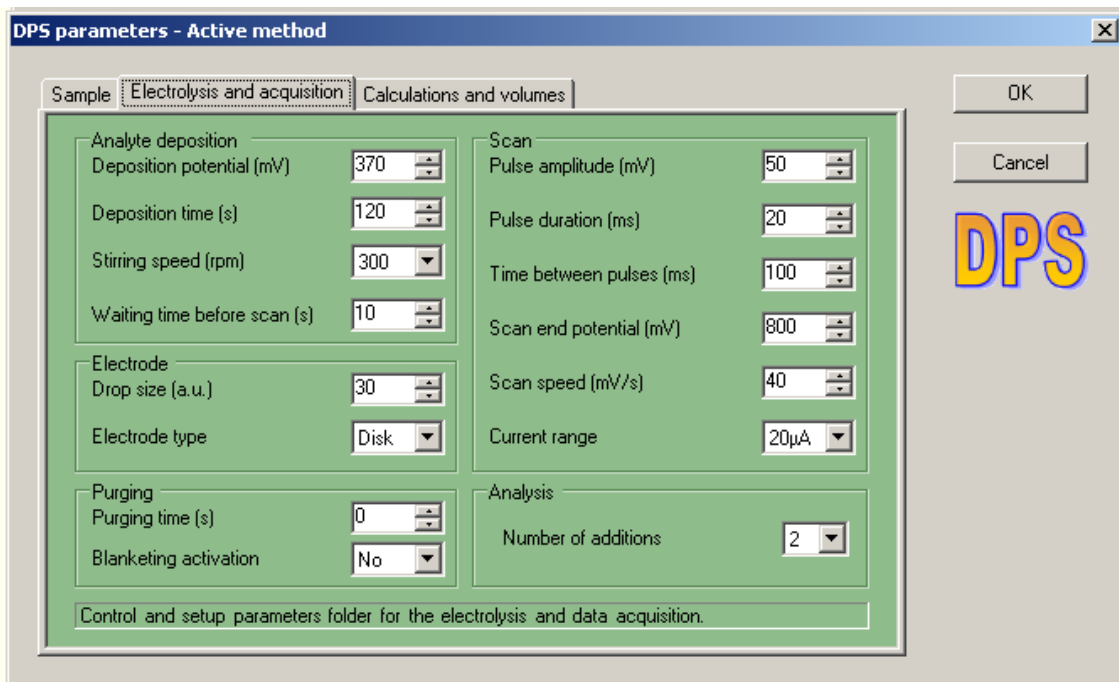 DPS parameters - Active method
Sample
Electrolysis and acquisition
Calculations and volumes
Analyte deposition
Deposition potential (mV) 370
Deposition time (s) 120
Stirring speed (rpm) 300
Waiting time before scan (s) 10
Electrode
Drop size (a.u.) 30
Electrode type Disk
Purging
Purging time (s) 0
Blanketing activation No
Scan
Pulse amplitude (mV) 50
Pulse duration (ms) 20
Time between pulses (ms) 100
Scan end potential (mV) 800
Scan speed (mV/s) 40
Current range 20µA
Analysis
Number of additions 2
Control and setup parameters folder for the electrolysis and data acquisition.
OK
Cancel
DPS